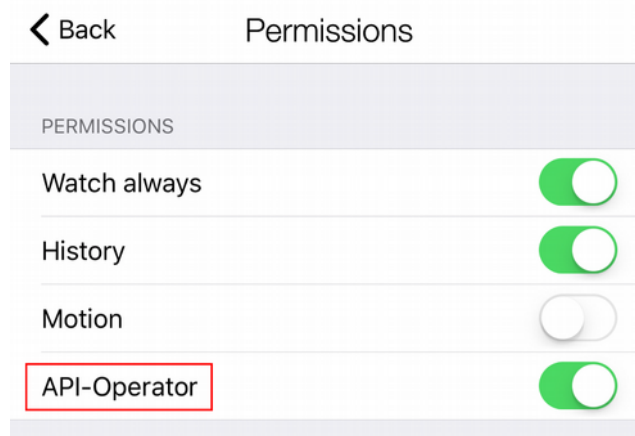 Back
Permissions
PERMISSIONS
Watch always
History
Motion
API-Operator